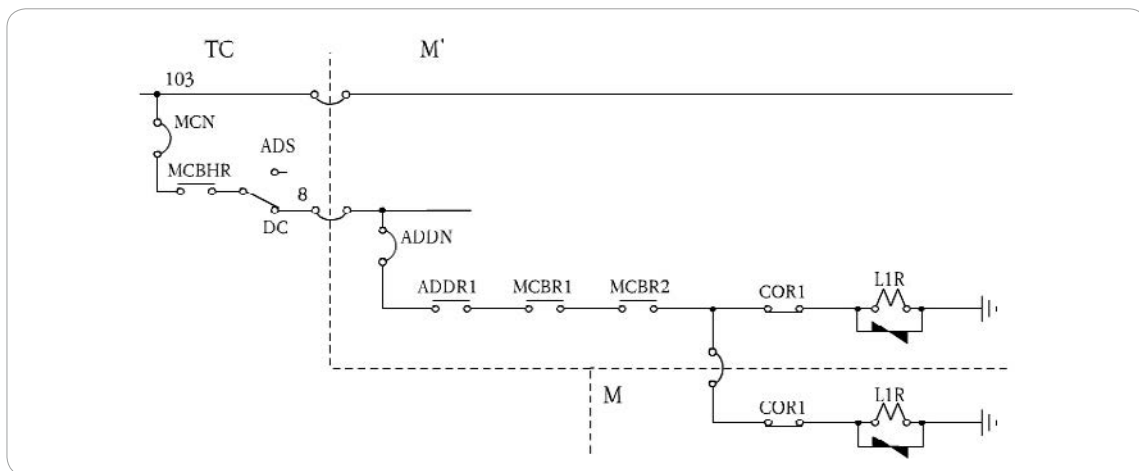 TC
M'
103
MCN
ADS
MCBHR
8
DC
ADDN
ADDR1
MCBR1
MCBR2
COR1
L1R
M
COR1
L1R